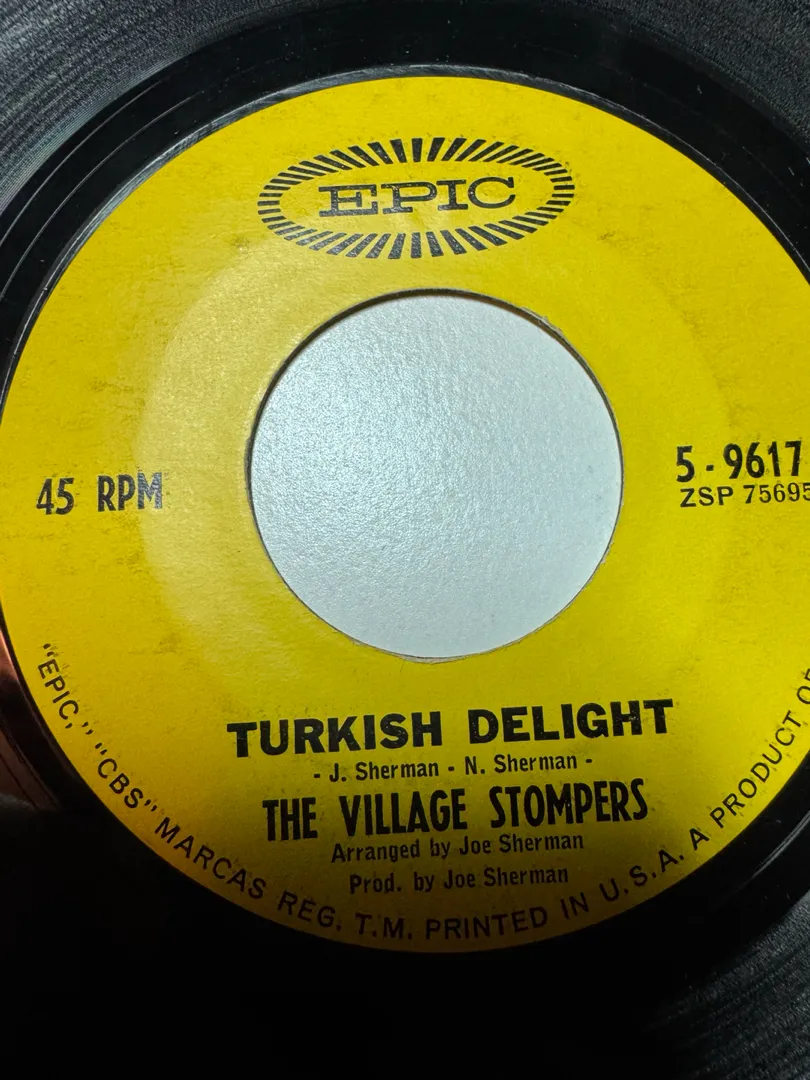 EPIC
45 RPM
5-9617
ZSP 75695
TURKISH DELIGHT
- J. Sherman - N. Sherman -
THE VILLAGE STOMPERS
Arranged by Joe Sherman
Prod. by Joe Sherman
"EPIC," "CBS" MARCAS REG. T.M. PRINTED IN U.S.A. A PRODUCT OF